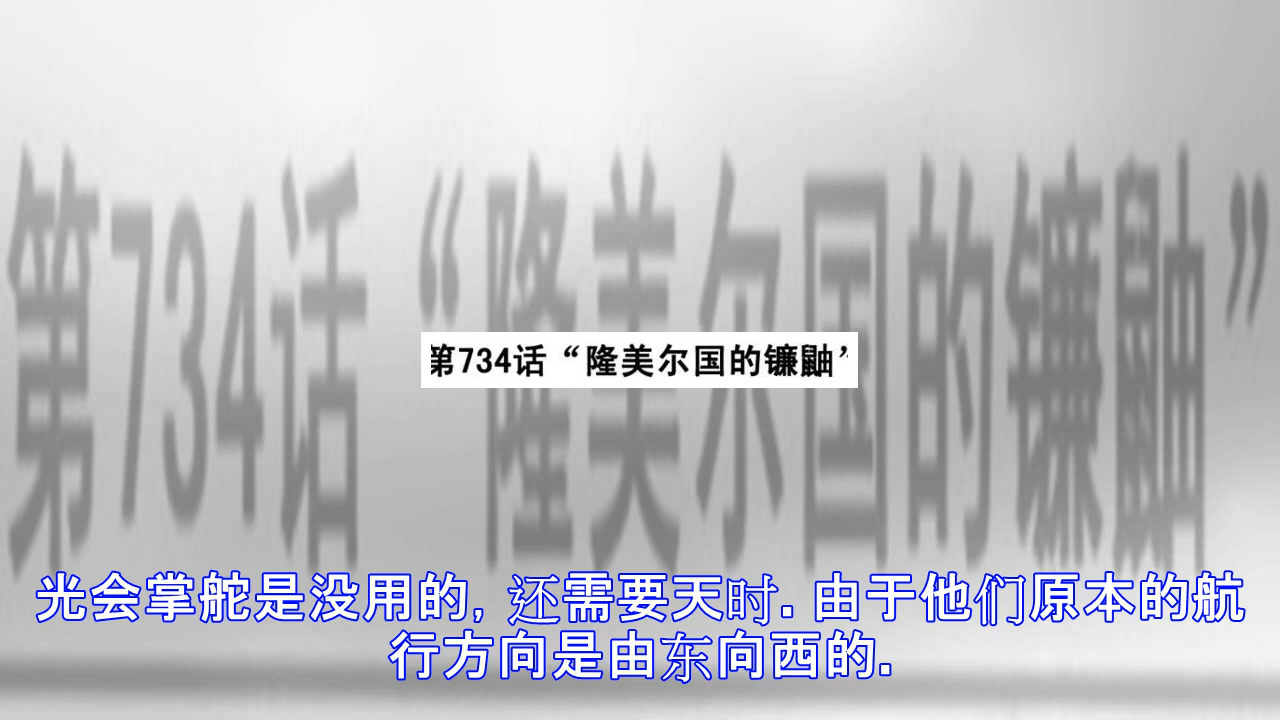 第734话“隆美尔国的镰鼬”
第734话“隆美尔国的镰鼬’
光会掌舵是没用的, 还需要天时. 由于他们原本的航
行方向是由东向西的.